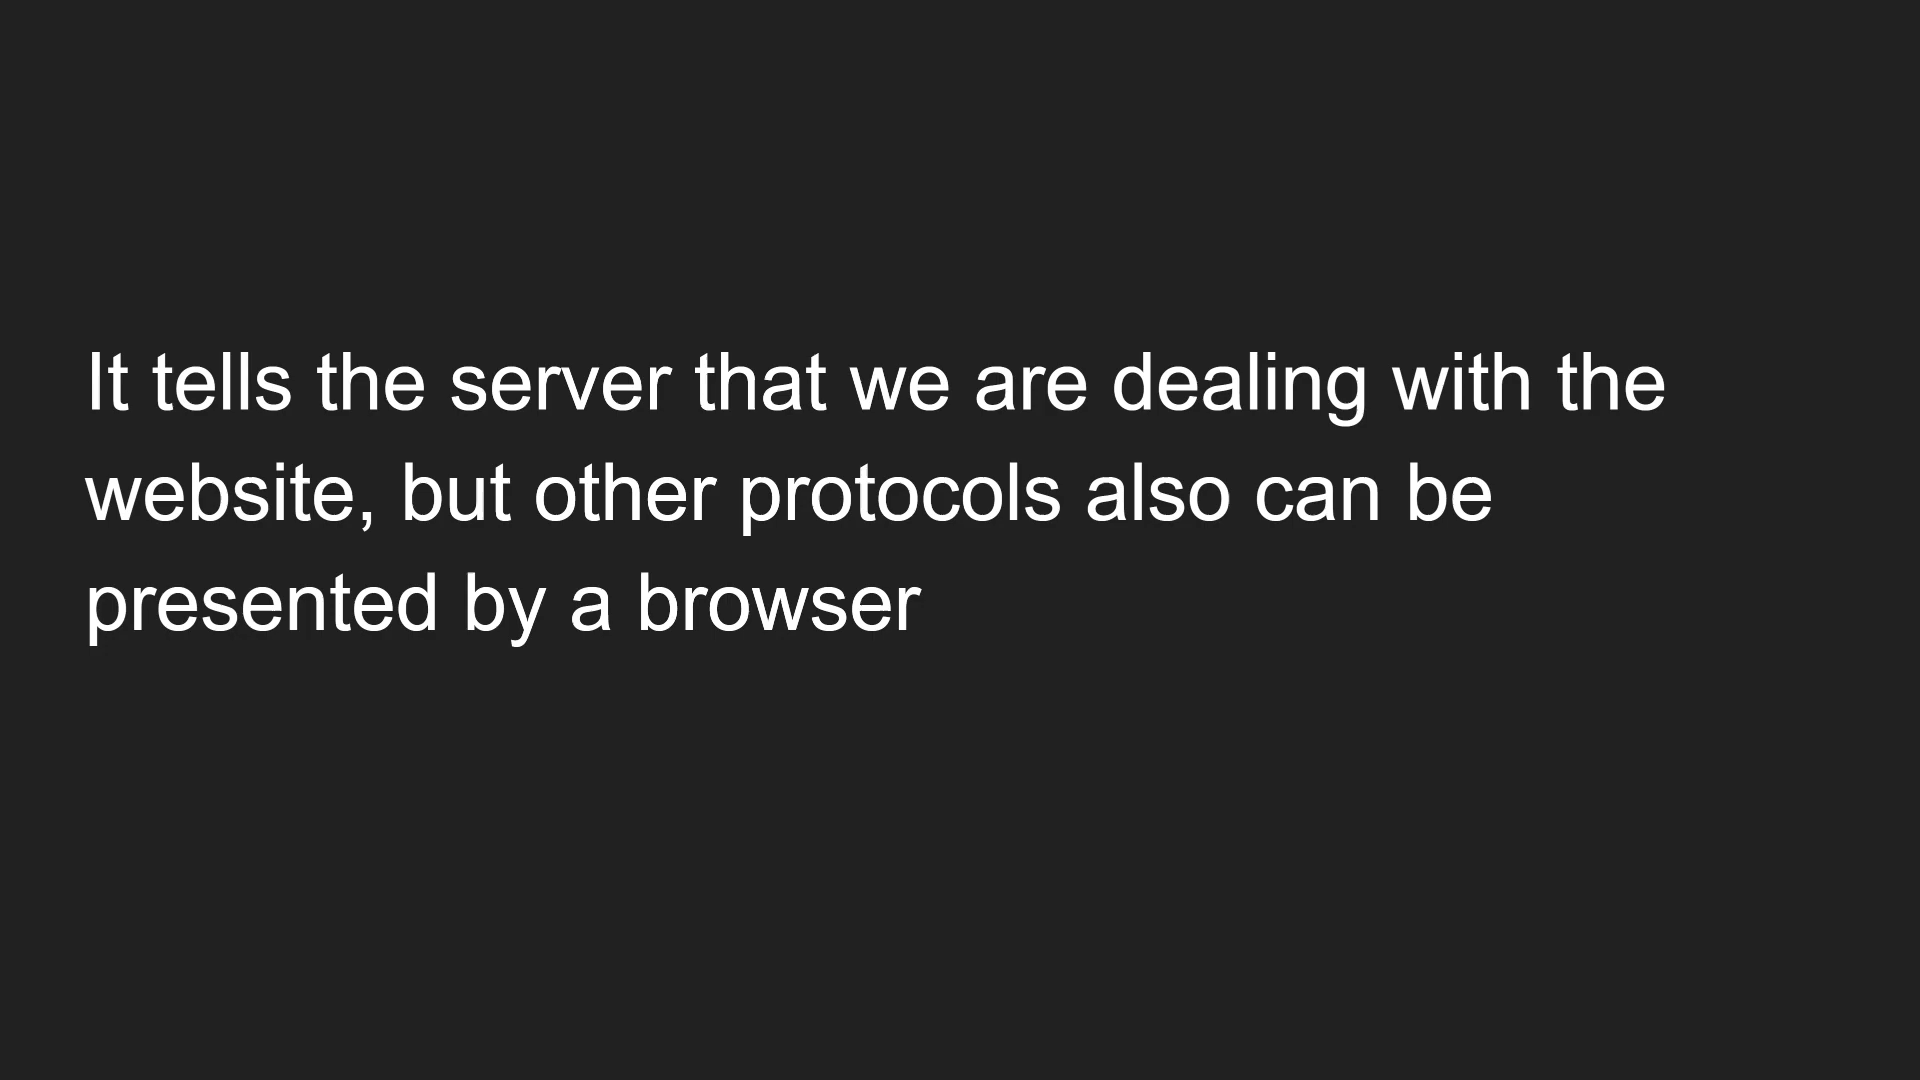 It tells the server that we are dealing with the
website, but other protocols also can be
presented by a browser